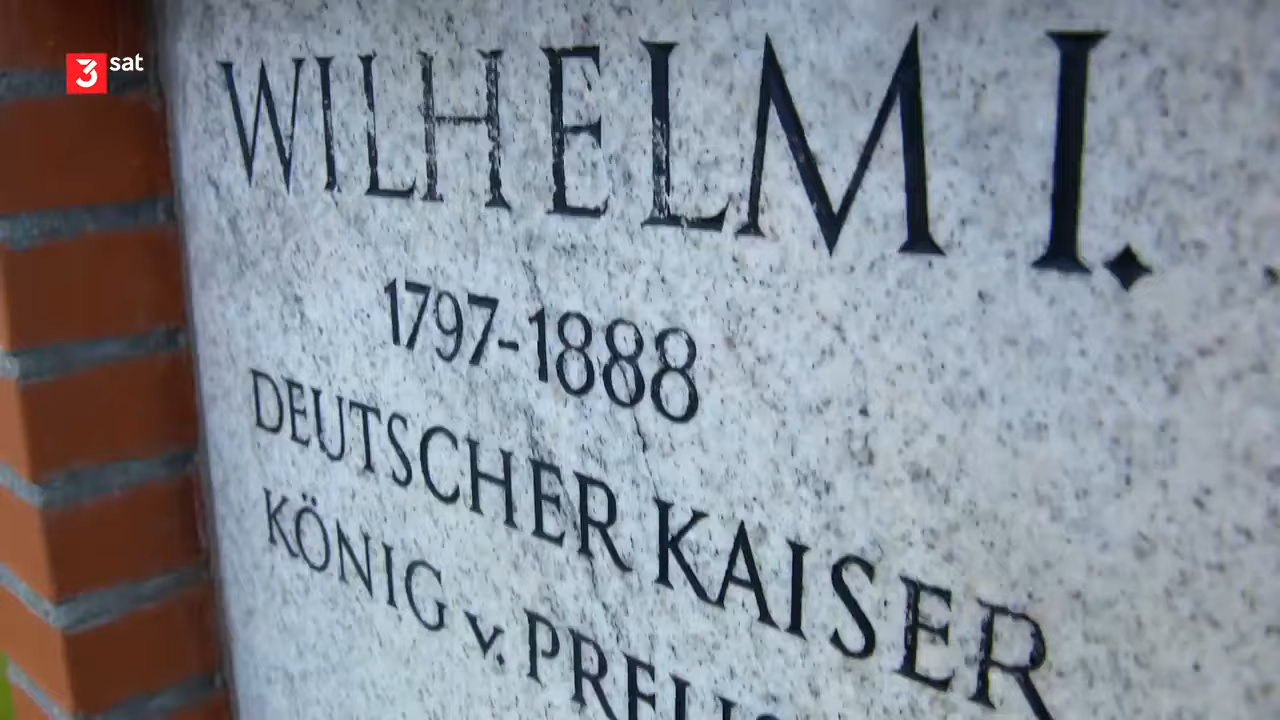 3sat
WILHELM I.
1797-1888
DEUTSCHER KAISER
KÖNIG v.